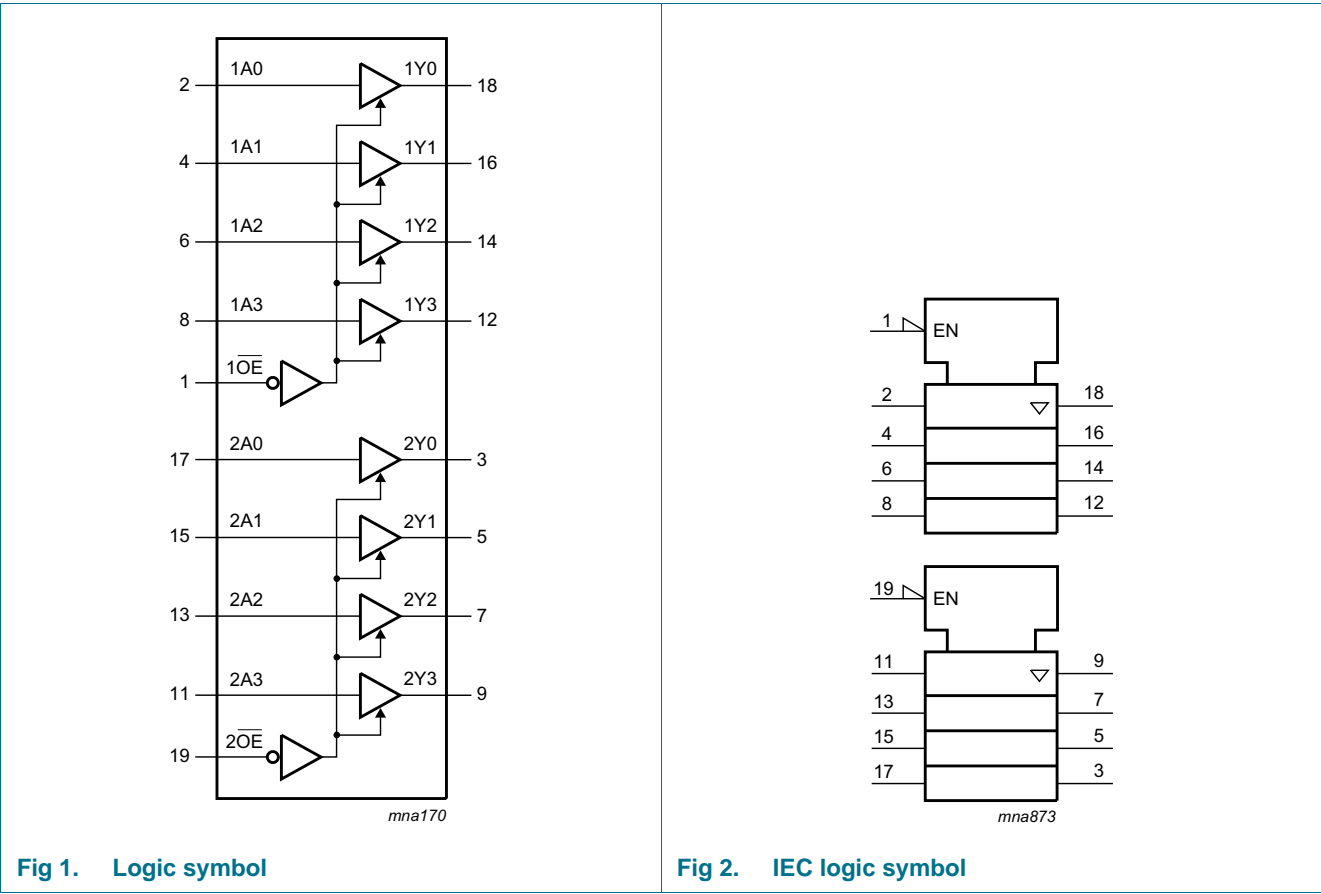 1A0 1Y0
2 18
1A1 1Y1
4 16
1A2 1Y2
6 14
1A3 1Y3
8 12
1O̅E̅
1
2A0 2Y0
17 3
2A1 2Y1
15 5
2A2 2Y2
13 7
2A3 2Y3
11 9
2O̅E̅
19
mna170
Fig 1. Logic symbol
1 EN
2 18
4 16
6 14
8 12
19 EN
11 9
13 7
15 5
17 3
mna873
Fig 2. IEC logic symbol